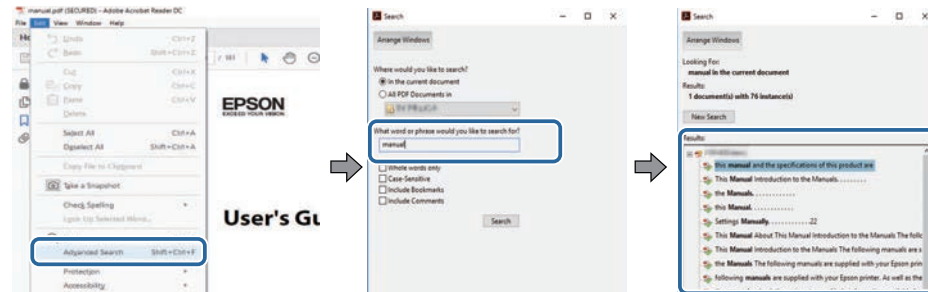 manual.pdf (SECURED) - Adobe Acrobat Reader DC
File Edit View Window Help
Undo Ctrl+Z
Redo Shift+Ctrl+Z
Cut Ctrl+X
Copy Ctrl+C
Paste Ctrl+V
Delete
Select All Ctrl+A
Deselect All Shift+Ctrl+A
Copy File to Clipboard
Take a Snapshot
Check Spelling
Look Up Selected Word...
Advanced Search Shift+Ctrl+F
Protection
Accessibility
EPSON
EXCEED YOUR VISION
User's Gu
Search
Arrange Windows
Where would you like to search?
In the current document
All PDF Documents in
What word or phrase would you like to search for?
manual
Whole words only
Case-Sensitive
Include Bookmarks
Include Comments
Search
Search
Arrange Windows
Looking For:
manual in the current document
Results:
1 document(s) with 76 instance(s)
New Search
Results:
this manual and the specifications of this product are
This Manual Introduction to the Manuals. . . . . . . . .
the Manuals. . . . . . . . . . . .
this Manual. . . . . . . . . . . .
Settings Manually. . . . . . . . . . . .22
This Manual About This Manual Introduction to the Manuals The follo
This Manual Introduction to the Manuals The following manuals are s
the Manuals The following manuals are supplied with your Epson prin
following manuals are supplied with your Epson printer. As well as the